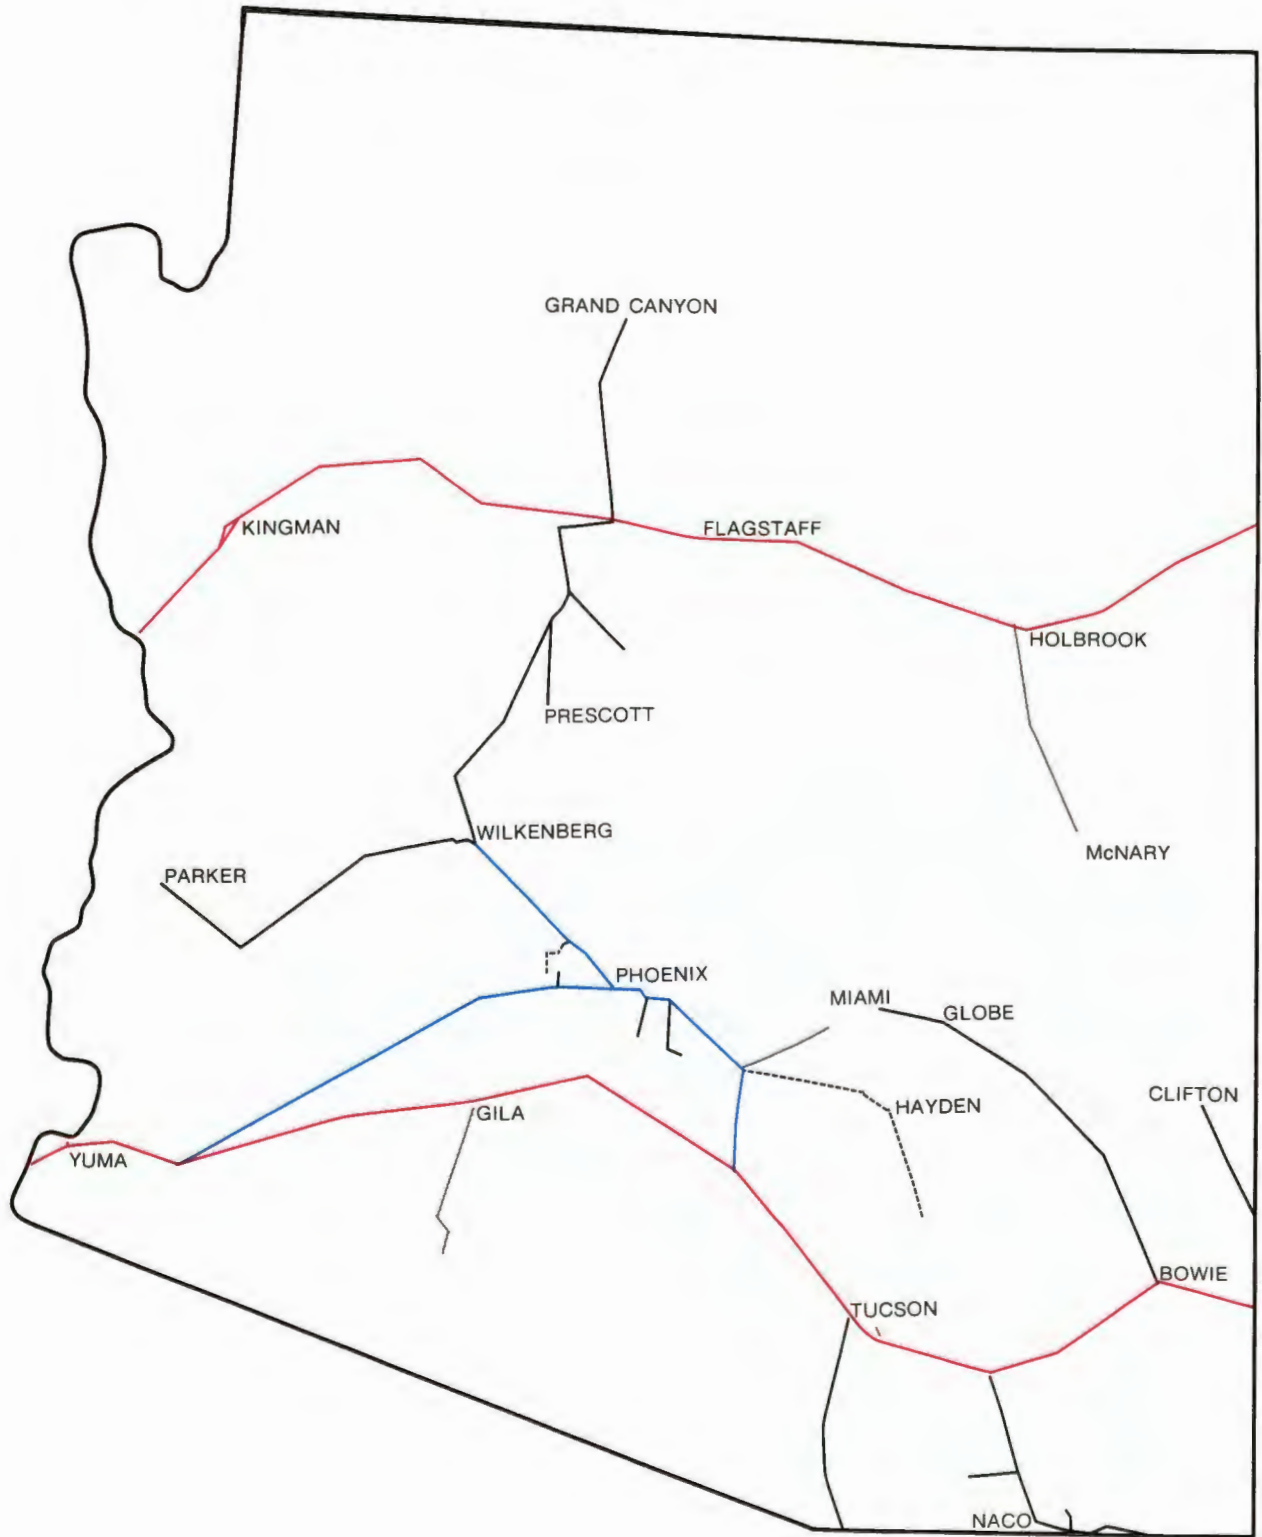 GRAND CANYON
KINGMAN
FLAGSTAFF
HOLBROOK
PRESCOTT
WILKENBERG
McNARY
PARKER
PHOENIX
MIAMI
GLOBE
CLIFTON
HAYDEN
GILA
YUMA
BOWIE
TUCSON
NACO